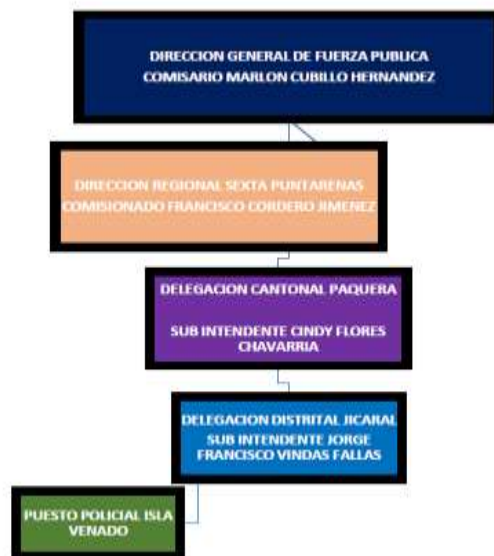 DIRECCION GENERAL DE FUERZA PUBLICA
COMISARIO MARLON CUBILLO HERNANDEZ
DIRECCION REGIONAL SEXTA PUNTARENAS
COMISIONADO FRANCISCO CORDERO JIMENEZ
DELEGACION CANTONAL PAQUERA
SUB INTENDENTE CINDY FLORES
CHAVARRIA
DELEGACION DISTRITAL JICARAL
SUB INTENDENTE JORGE
FRANCISCO VINDAS FALLAS
PUESTO POLICIAL ISLA
VENADO